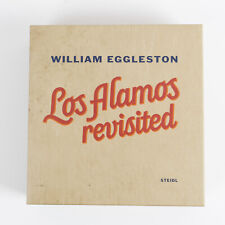 WILLIAM EGGLESTON
Los Alamos
revisited
STEIDL